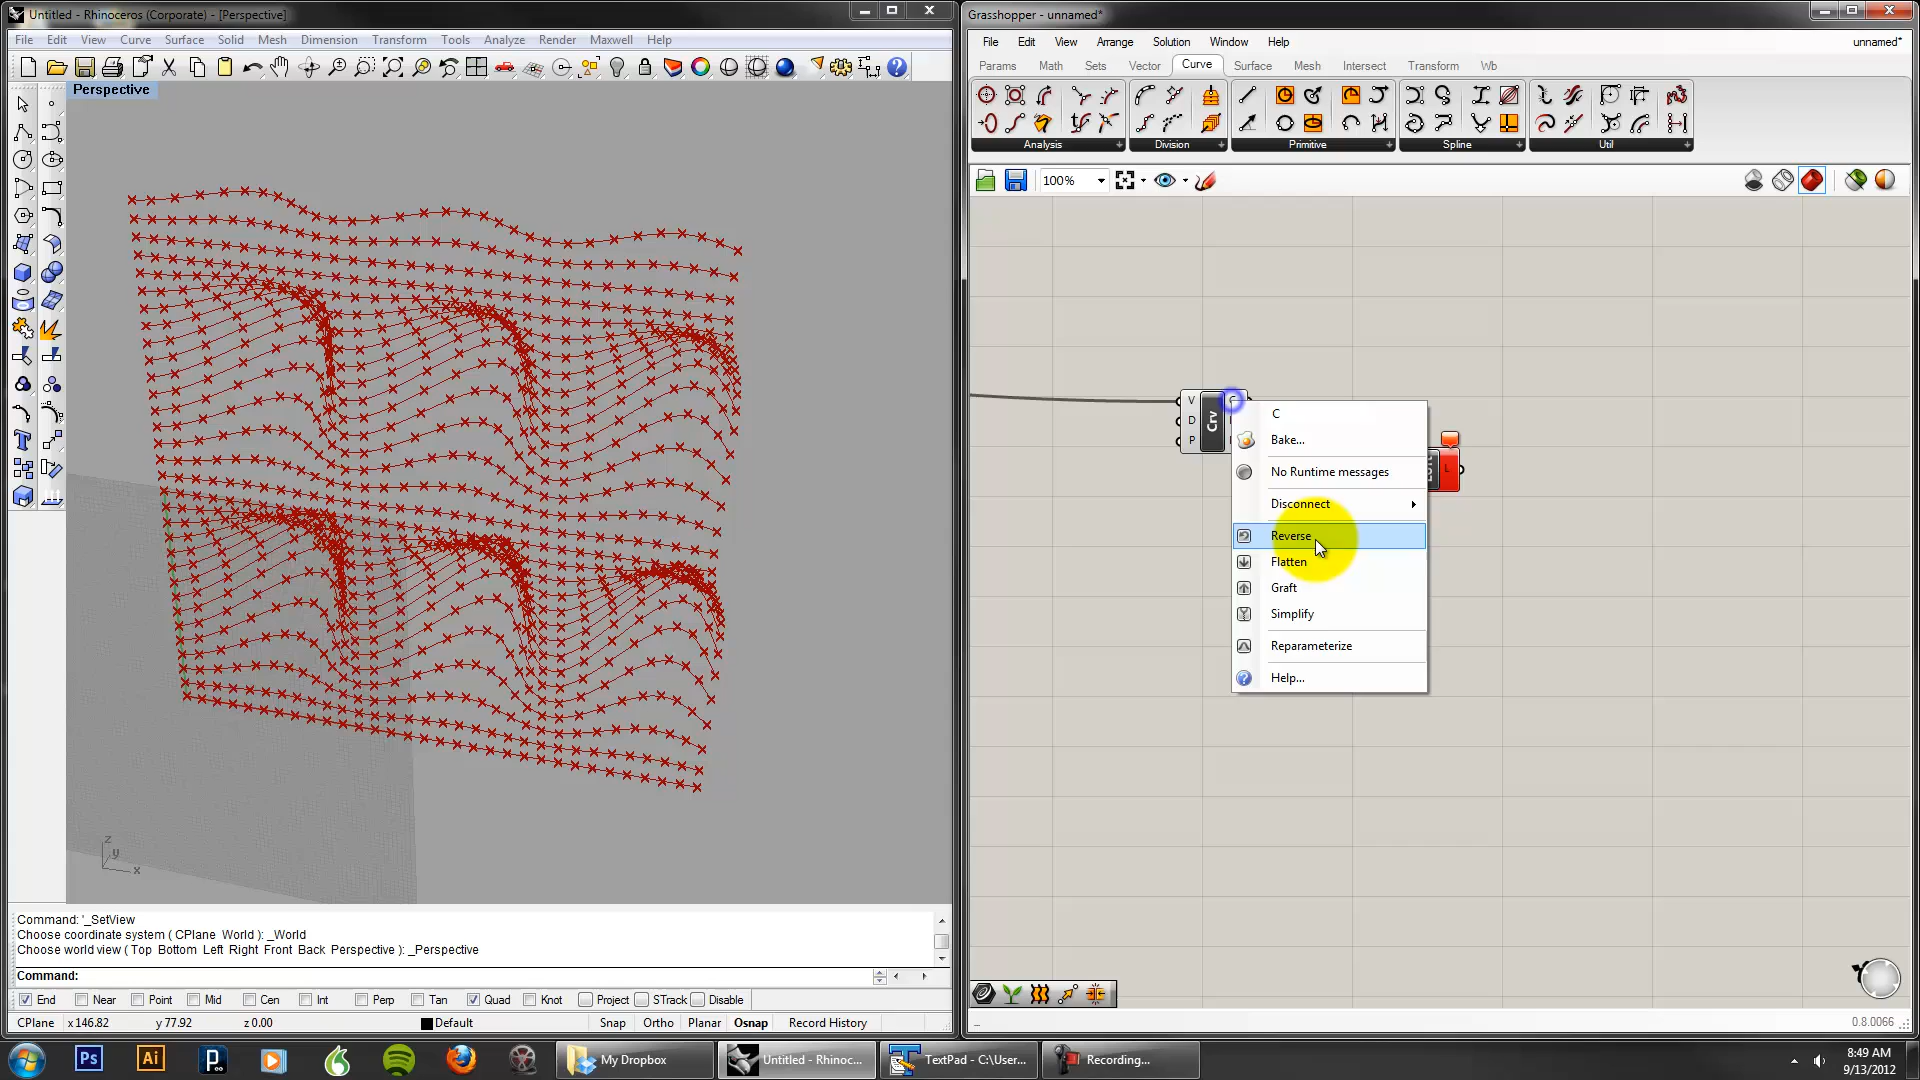 Untitled - Rhinoceros (Corporate) - [Perspective]
File Edit View Curve Surface Solid Mesh Dimension Transform Tools Analyze Render Maxwell Help
Perspective
z
y
x
Command: '_SetView
Choose coordinate system ( CPlane World ): _World
Choose world view ( Top Bottom Left Right Front Back Perspective ): _Perspective
Command:
End Near Point Mid Cen Int Perp Tan Quad Knot Project STrack Disable
CPlane x 146.82 y 77.92 z 0.00 Default Snap Ortho Planar Osnap Record History
Grasshopper - unnamed*
File Edit View Arrange Solution Window Help unnamed*
Params Math Sets Vector Curve Surface Mesh Intersect Transform Wb
Analysis Division Primitive Spline Util
100%
V
D
P
Crv
C
L
C
Bake...
No Runtime messages
Disconnect
Reverse
Flatten
Graft
Simplify
Reparameterize
Help...
0.8.0066
Ps Ai P My Dropbox Untitled - Rhinoc... TextPad - C:\User... Recording...
8:49 AM
9/13/2012